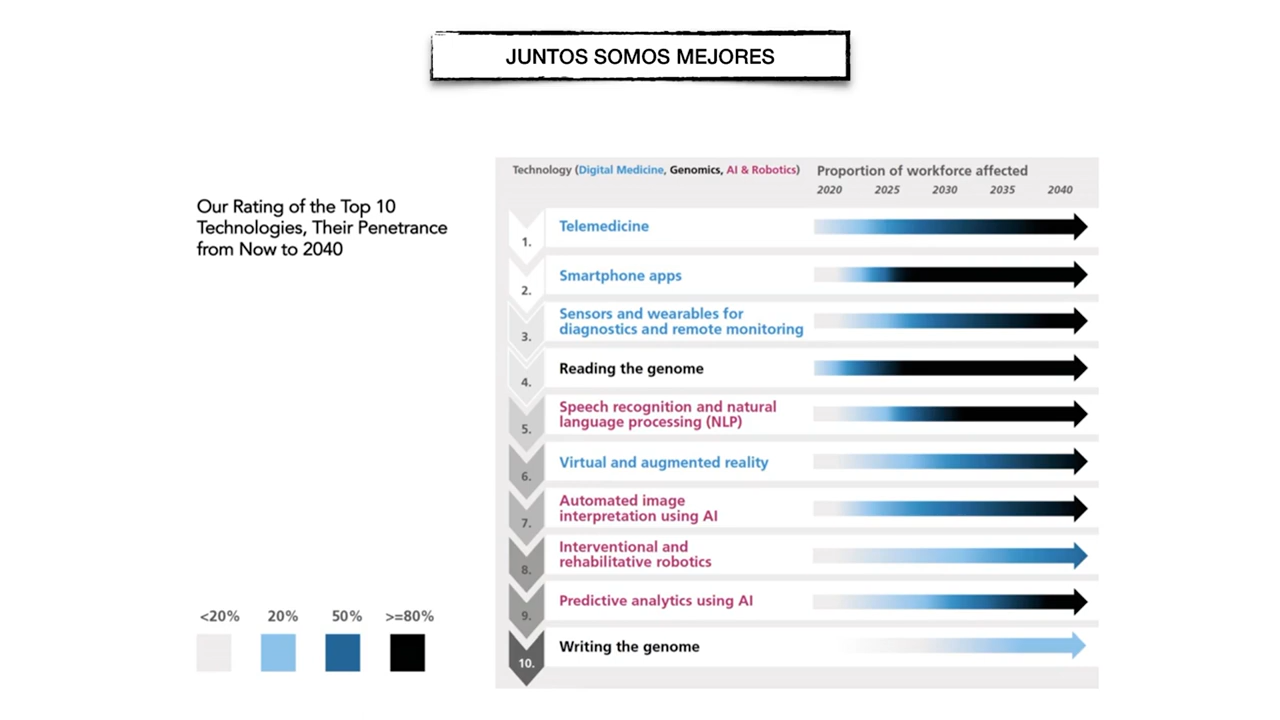 JUNTOS SOMOS MEJORES
Our Rating of the Top 10
Technologies, Their Penetrance
from Now to 2040
<20% 20% 50% >=80%
Technology (Digital Medicine, Genomics, AI & Robotics) Proportion of workforce affected
2020 2025 2030 2035 2040
1. Telemedicine
2. Smartphone apps
3. Sensors and wearables for
diagnostics and remote monitoring
4. Reading the genome
5. Speech recognition and natural
language processing (NLP)
6. Virtual and augmented reality
7. Automated image
interpretation using AI
8. Interventional and
rehabilitative robotics
9. Predictive analytics using AI
10. Writing the genome